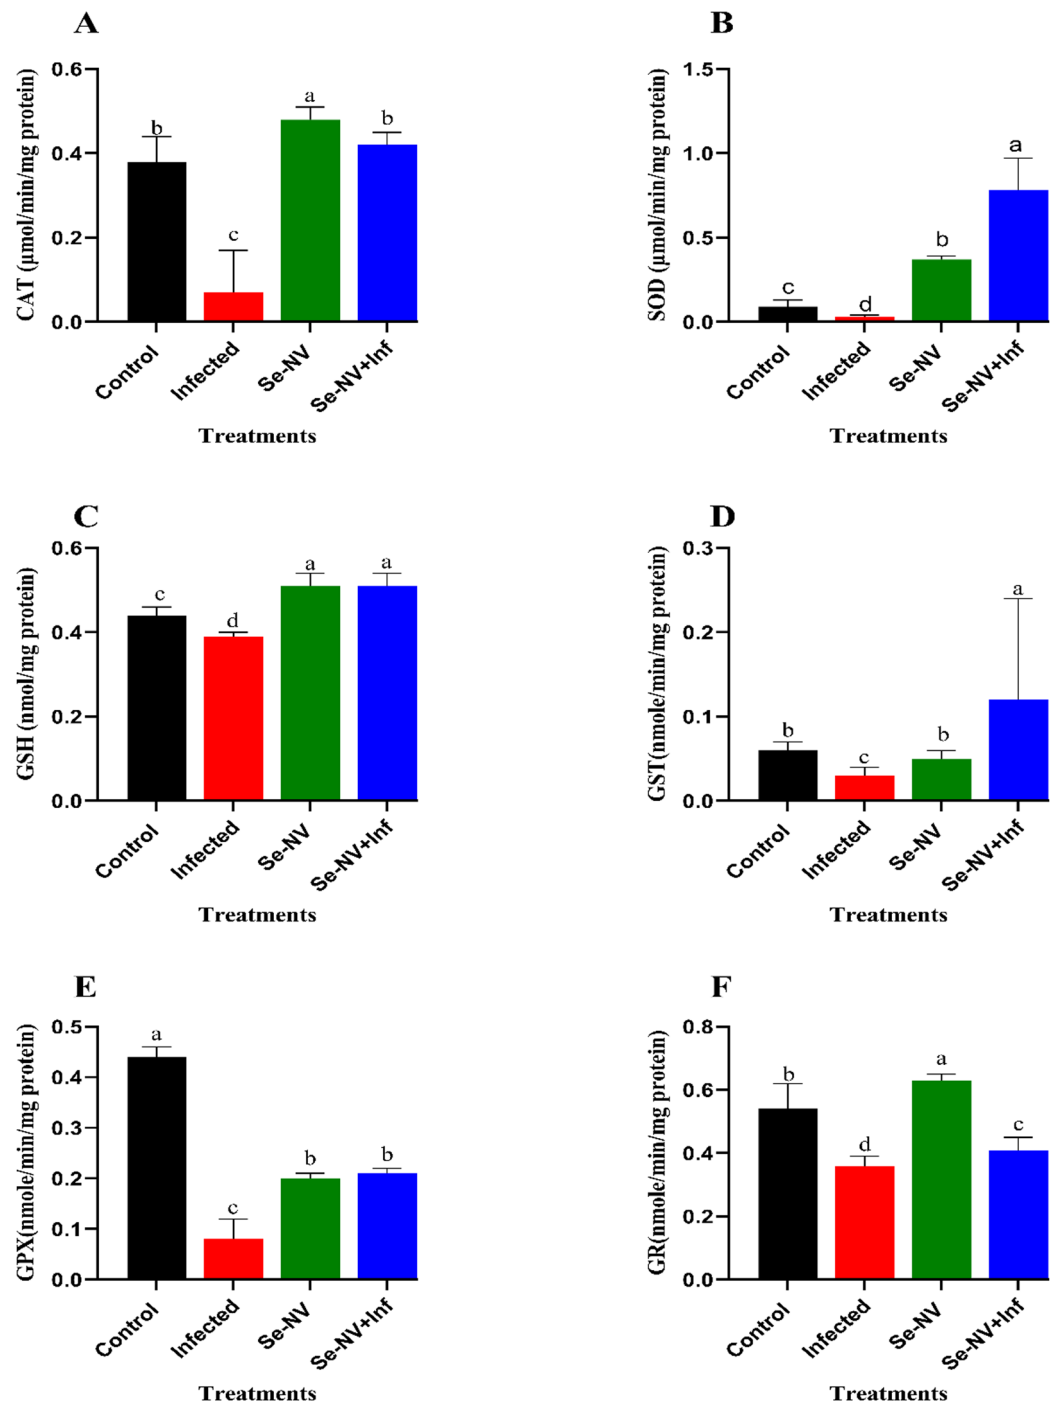 A
CAT (μmol/min/mg protein)
0.6
0.4
0.2
0.0
b
c
a
b
Control
Infected
Se-NV
Se-NV+Inf
Treatments
B
SOD (μmol/min/mg protein)
1.5
1.0
0.5
0.0
c
d
b
a
Control
Infected
Se-NV
Se-NV+Inf
Treatments
C
GSH (nmol/mg protein)
0.6
0.4
0.2
0.0
c
d
a
a
Control
Infected
Se-NV
Se-NV+Inf
Treatments
D
GST(nmole/min/mg protein)
0.3
0.2
0.1
0.0
b
c
b
a
Control
Infected
Se-NV
Se-NV+Inf
Treatments
E
GPX(nmole/min/mg protein)
0.5
0.4
0.3
0.2
0.1
0.0
a
c
b
b
Control
Infected
Se-NV
Se-NV+Inf
Treatments
F
GR(nmole/min/mg protein)
0.8
0.6
0.4
0.2
0.0
b
d
a
c
Control
Infected
Se-NV
Se-NV+Inf
Treatments